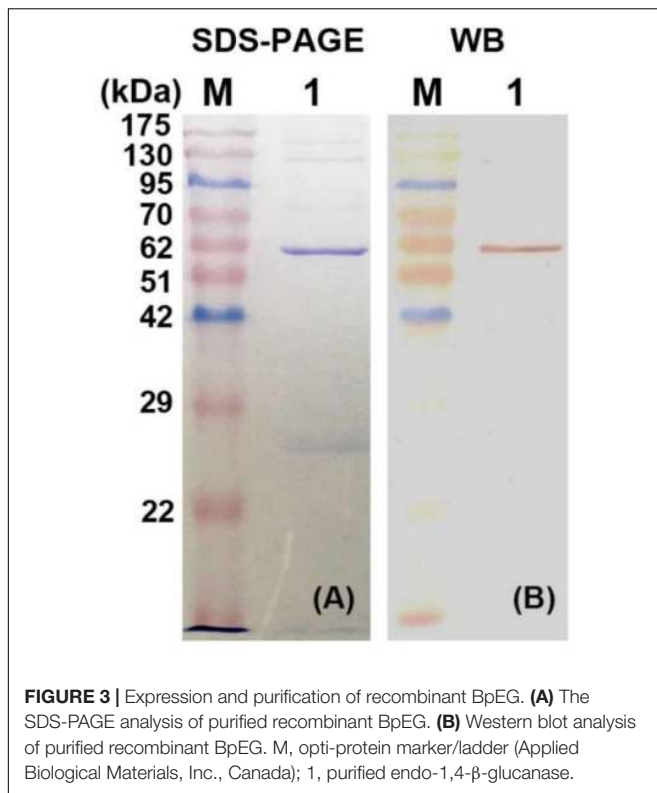 SDS-PAGE WB
(kDa) M 1 M 1
175
130
95
70
62
51
42
29
22
(A) (B)
FIGURE 3 | Expression and purification of recombinant BpEG. (A) The
SDS-PAGE analysis of purified recombinant BpEG. (B) Western blot analysis
of purified recombinant BpEG. M, opti-protein marker/ladder (Applied
Biological Materials, Inc., Canada); 1, purified endo-1,4-β-glucanase.